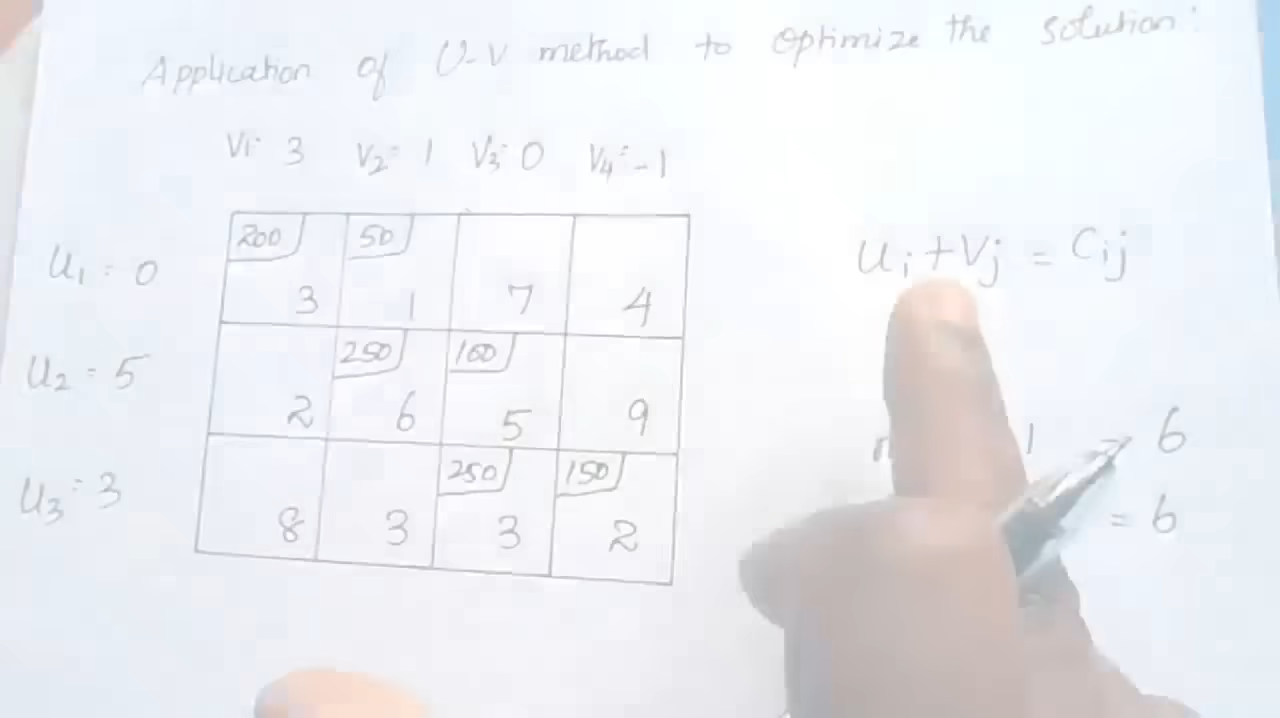 Application of U-V method to optimize the solution:
V1= 3 V2= 1 V3= 0 V4= -1
U1 = 0 200 50
3 1 7 4
Ui + Vj = Cij
U2 = 5 250 100
2 6 5 9
1 = 6
U3 = 3 250 150
8 3 3 2
= 6